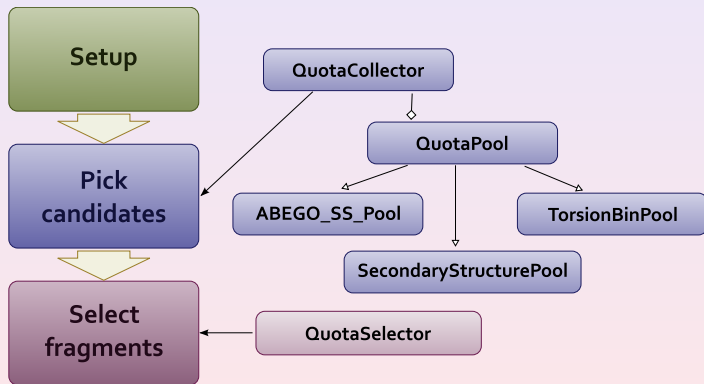 Setup
QuotaCollector
QuotaPool
Pick
candidates
ABEGO_SS_Pool
TorsionBinPool
SecondaryStructurePool
Select
fragments
QuotaSelector